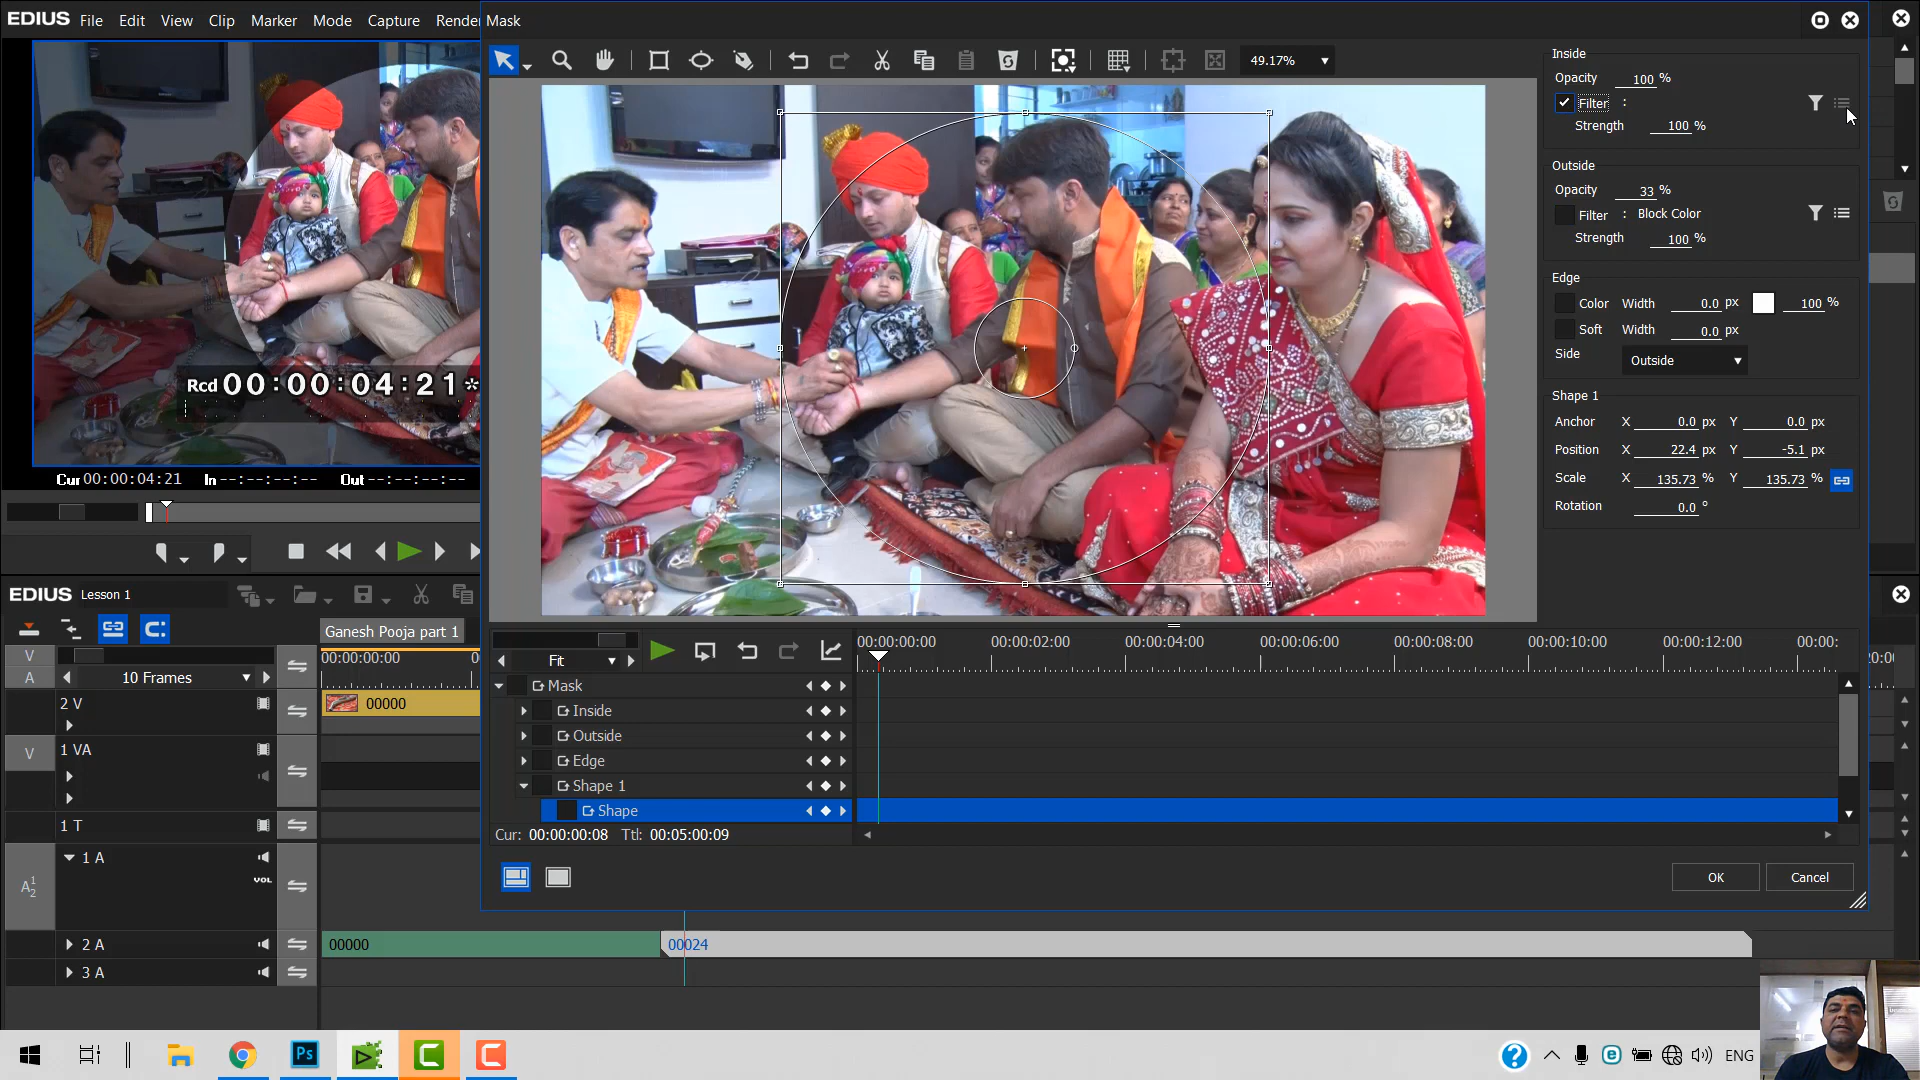 EDIUS File Edit View Clip Marker Mode Capture Render
Mask
49.17%
Inside
Opacity 100 %
Filter :
Strength 100 %
Outside
Opacity 33 %
Filter : Block Color
Strength 100 %
Edge
Color Width 0.0 px 100 %
Soft Width 0.0 px
Side Outside
Shape 1
Anchor X 0.0 px Y 0.0 px
Position X 22.4 px Y -5.1 px
Scale X 135.73 % Y 135.73 %
Rotation 0.0 °
Rcd 00:00:04:21*
Cur 00:00:04:21 In --:--:--:-- Out --:--:--:--
EDIUS Lesson 1
Ganesh Pooja part 1
V
A
10 Frames
00:00:00:00
2 V
00000
V
1 VA
1 T
A 1 2
1 A
VOL
2 A
00000
00024
3 A
Fit
00:00:00:00 00:00:02:00 00:00:04:00 00:00:06:00 00:00:08:00 00:00:10:00 00:00:12:00 00:00:
Mask
Inside
Outside
Edge
Shape 1
Shape
Cur: 00:00:00:08 Ttl: 00:05:00:09
OK Cancel
Ps
ENG